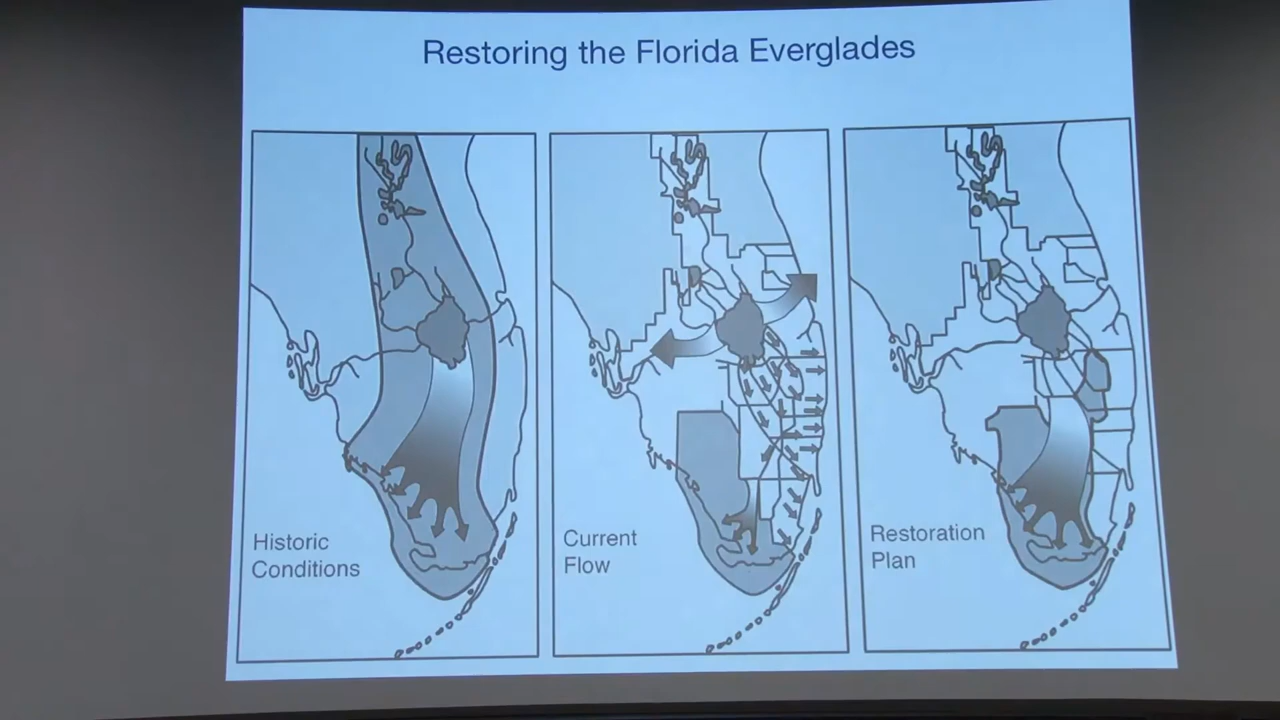 Restoring the Florida Everglades
Historic
Conditions
Current
Flow
Restoration
Plan